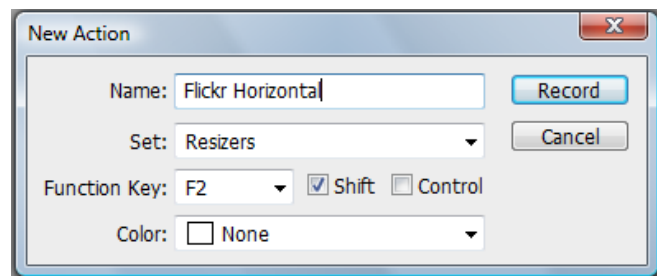 New Action
Name: Flickr Horizontal Record
Set: Resizers Cancel
Function Key: F2 Shift Control
Color: None